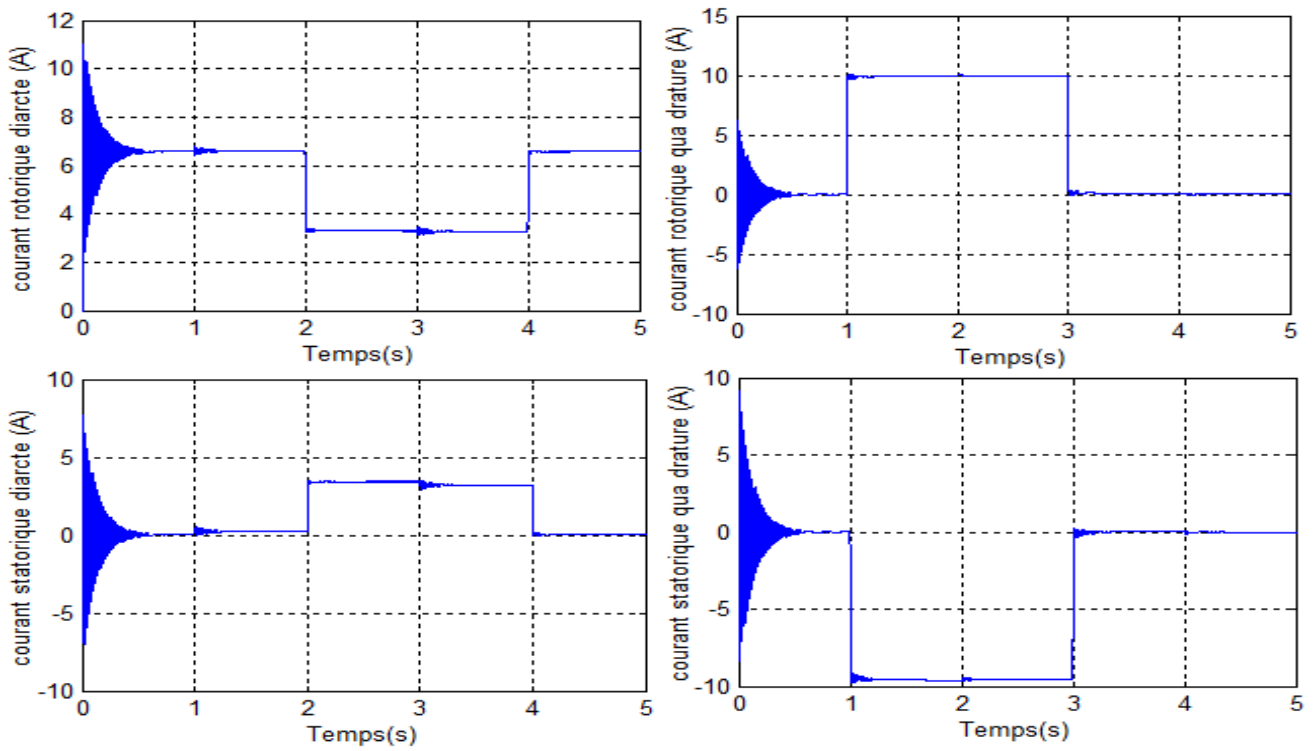 courant rotorique diarcte (A)
12
10
8
6
4
2
0
0 1 2 3 4 5
Temps(s)
courant rotorique qua drature (A)
15
10
5
0
-5
-10
0 1 2 3 4 5
Temps(s)
courant statorique diarcte (A)
10
5
0
-5
-10
0 1 2 3 4 5
Temps(s)
courant statorique qua drature (A)
10
5
0
-5
-10
0 1 2 3 4 5
Temps(s)